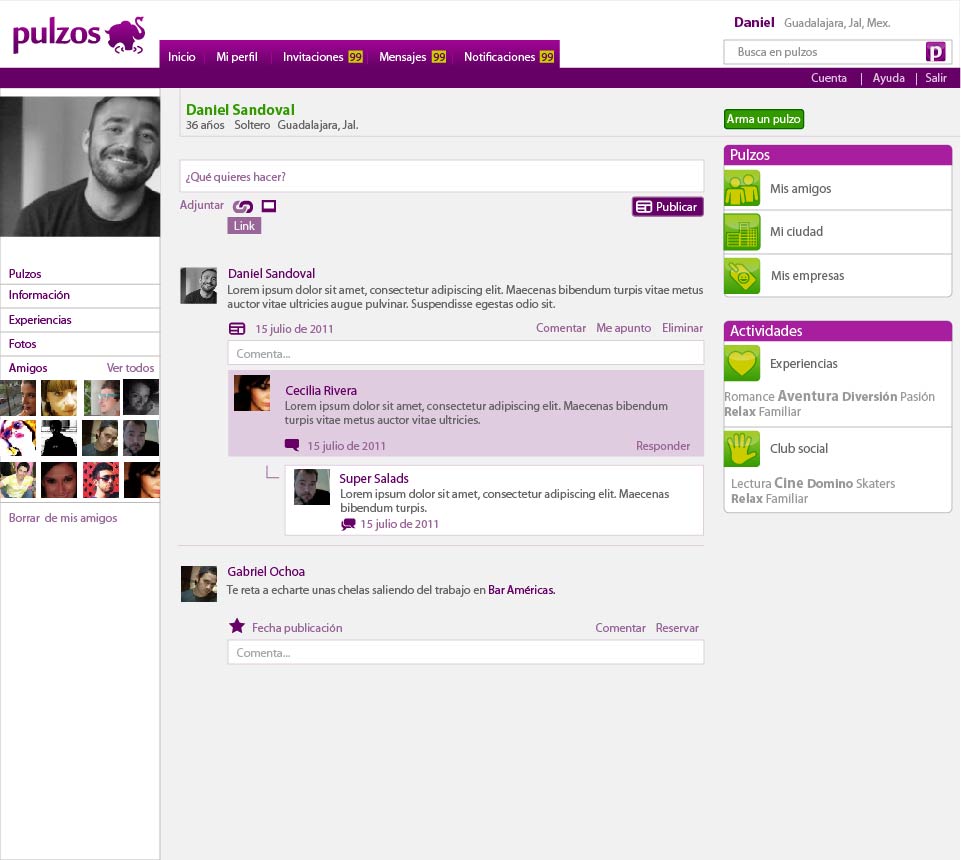 pulzos
Daniel Guadalajara, Jal, Mex.
Busca en pulzos
Inicio Mi perfil Invitaciones 99 Mensajes 99 Notificaciones 99
Cuenta | Ayuda | Salir
Daniel Sandoval
36 años Soltero Guadalajara, Jal.
Arma un pulzo
¿Qué quieres hacer?
Adjuntar
Publicar
Link
Pulzos
Información
Experiencias
Fotos
Amigos Ver todos
Borrar de mis amigos
Daniel Sandoval
Lorem ipsum dolor sit amet, consectetur adipiscing elit. Maecenas bibendum turpis vitae metus
auctor vitae ultricies augue pulvinar. Suspendisse egestas odio sit.
15 julio de 2011 Comentar Me apunto Eliminar
Comenta...
Cecilia Rivera
Lorem ipsum dolor sit amet, consectetur adipiscing elit. Maecenas bibendum
turpis vitae metus auctor vitae ultricies.
15 julio de 2011 Responder
Super Salads
Lorem ipsum dolor sit amet, consectetur adipiscing elit. Maecenas
bibendum turpis.
15 julio de 2011
Gabriel Ochoa
Te reta a echarte unas chelas saliendo del trabajo en Bar Américas.
Fecha publicación Comentar Reservar
Comenta...
Pulzos
Mis amigos
Mi ciudad
Mis empresas
Actividades
Experiencias
Romance Aventura Diversión Pasión
Relax Familiar
Club social
Lectura Cine Domino Skaters
Relax Familiar